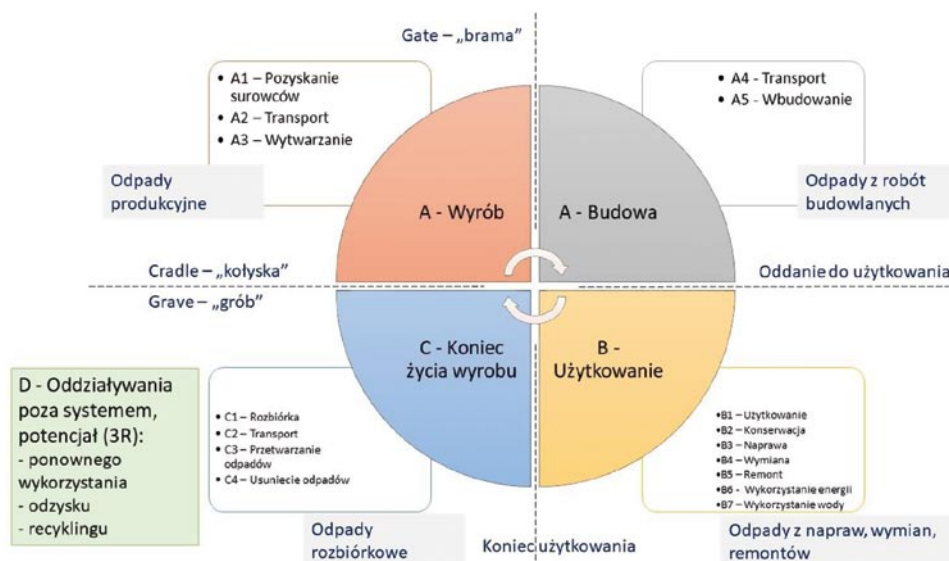 Gate – „brama”
• A1 – Pozyskanie
surowców
• A2 – Transport
• A3 – Wytwarzanie
Odpady
produkcyjne
A - Wyrób
A - Budowa
• A4 – Transport
• A5 – Wbudowanie
Odpady z robót
budowlanych
Cradle – „kołyska”
Oddanie do użytkowania
Grave – „grób”
C - Koniec
życia wyrobu
B -
Użytkowanie
D - Oddziaływania
poza systemem,
potencjał (3R):
- ponownego
wykorzystania
- odzysku
- recyklingu
• C1 – Rozbiórka
• C2 – Transport
• C3 – Przetwarzanie
odpadów
• C4 – Usuniecie odpadów
Odpady
rozbiórkowe
•B1 – Użytkowanie
•B2 – Konserwacja
•B3 – Naprawa
•B4 – Wymiana
•B5 – Remont
•B6 - Wykorzystanie energii
•B7 – Wykorzystanie wody
Odpady z napraw, wymian,
remontów
Koniec użytkowania